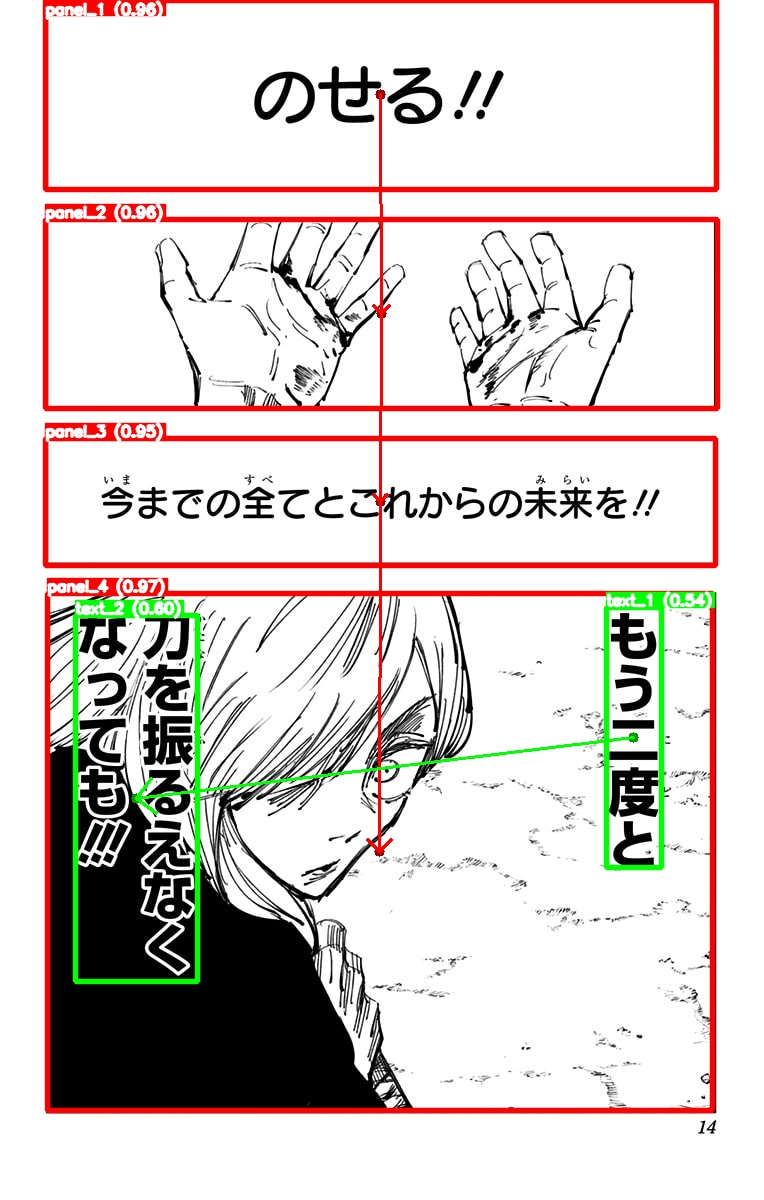 panel_1 (0.96)
のせる!!
panel_2 (0.96)
panel_3 (0.95)
いま すべ みらい
今までの全てとこれからの未来を!!
panel_4 (0.97)
text_1 (0.54)
もう二度と
text_2 (0.60)
刀を振るえなく
なっても!!!
14